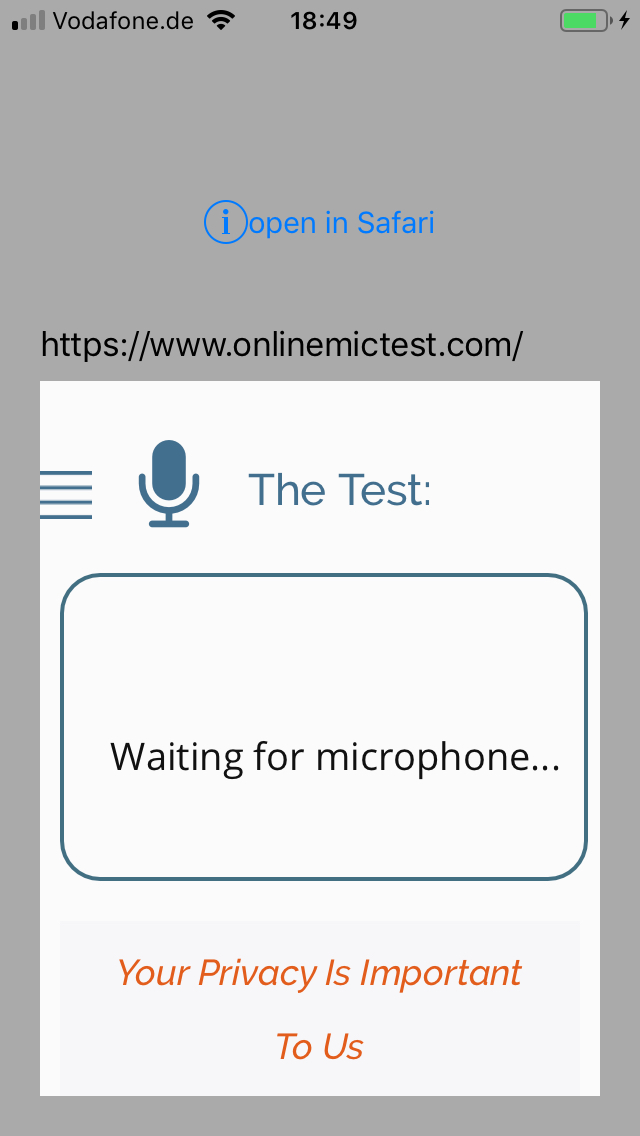 Vodafone.de 18:49
open in Safari
https://www.onlinemictest.com/
The Test:
Waiting for microphone...
Your Privacy Is Important
To Us